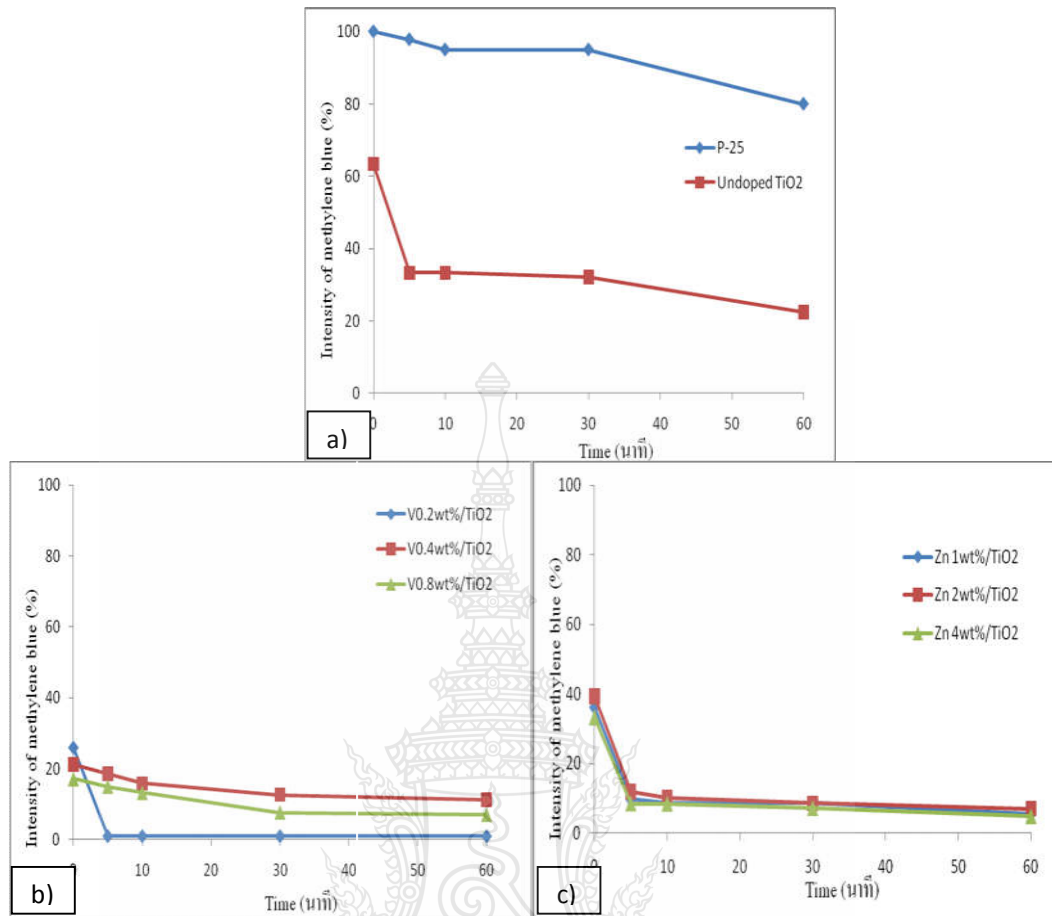 100
80
60
40
20
0
Intensity of methylene blue (%)
P-25
Undoped TiO2
0 10 20 30 40 50 60
Time (นาที)
a)
100
80
60
40
20
0
Intensity of methylene blue (%)
V0.2wt%/TiO2
V0.4wt%/TiO2
V0.8wt%/TiO2
0 10 20 30 40 50 60
Time (นาที)
b)
100
80
60
40
20
0
Intensity of methylene blue (%)
Zn 1wt%/TiO2
Zn 2wt%/TiO2
Zn 4wt%/TiO2
0 10 20 30 40 50 60
Time (นาที)
c)